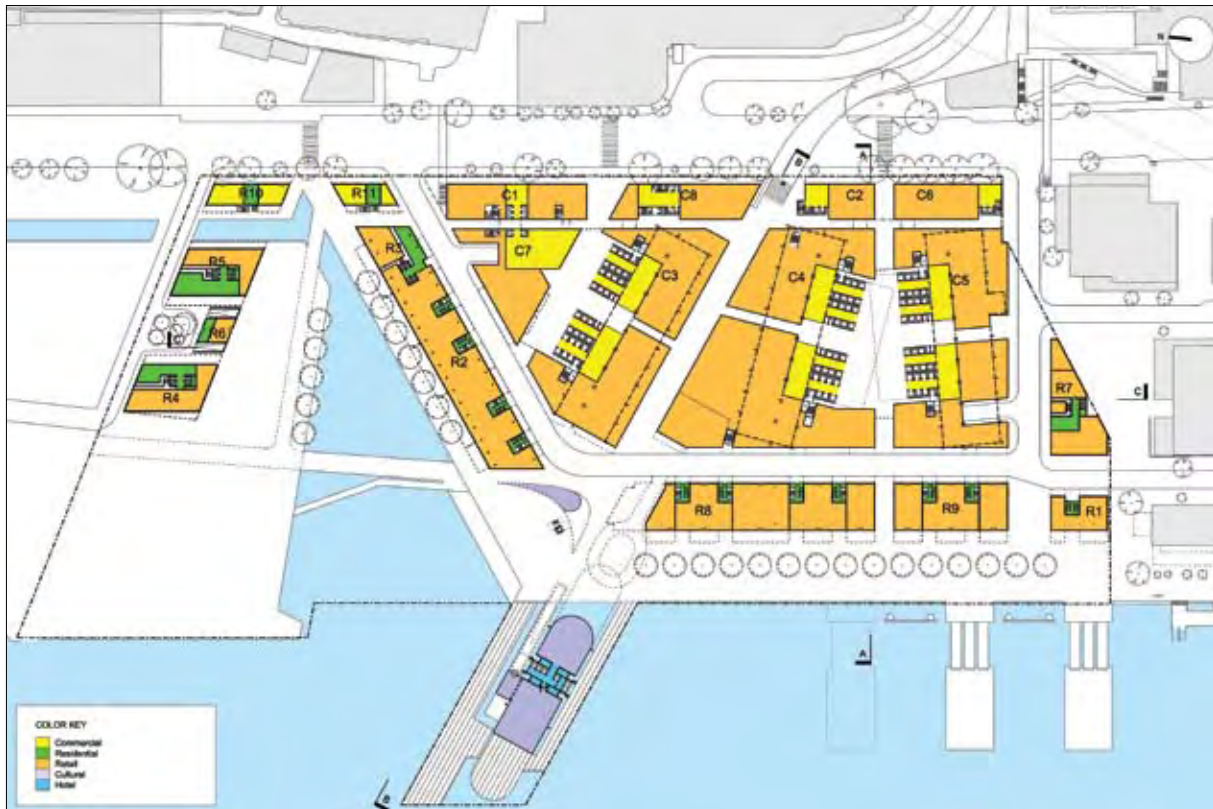 N
B
A
R10
R11
C1
C8
C2
C6
R3
C7
C3
C4
C5
R5
R6
C
R4
R2
R7
C
R8
R9
R1
A
B
COLOR KEY
Commercial
Residential
Retail
Cultural
Hotel